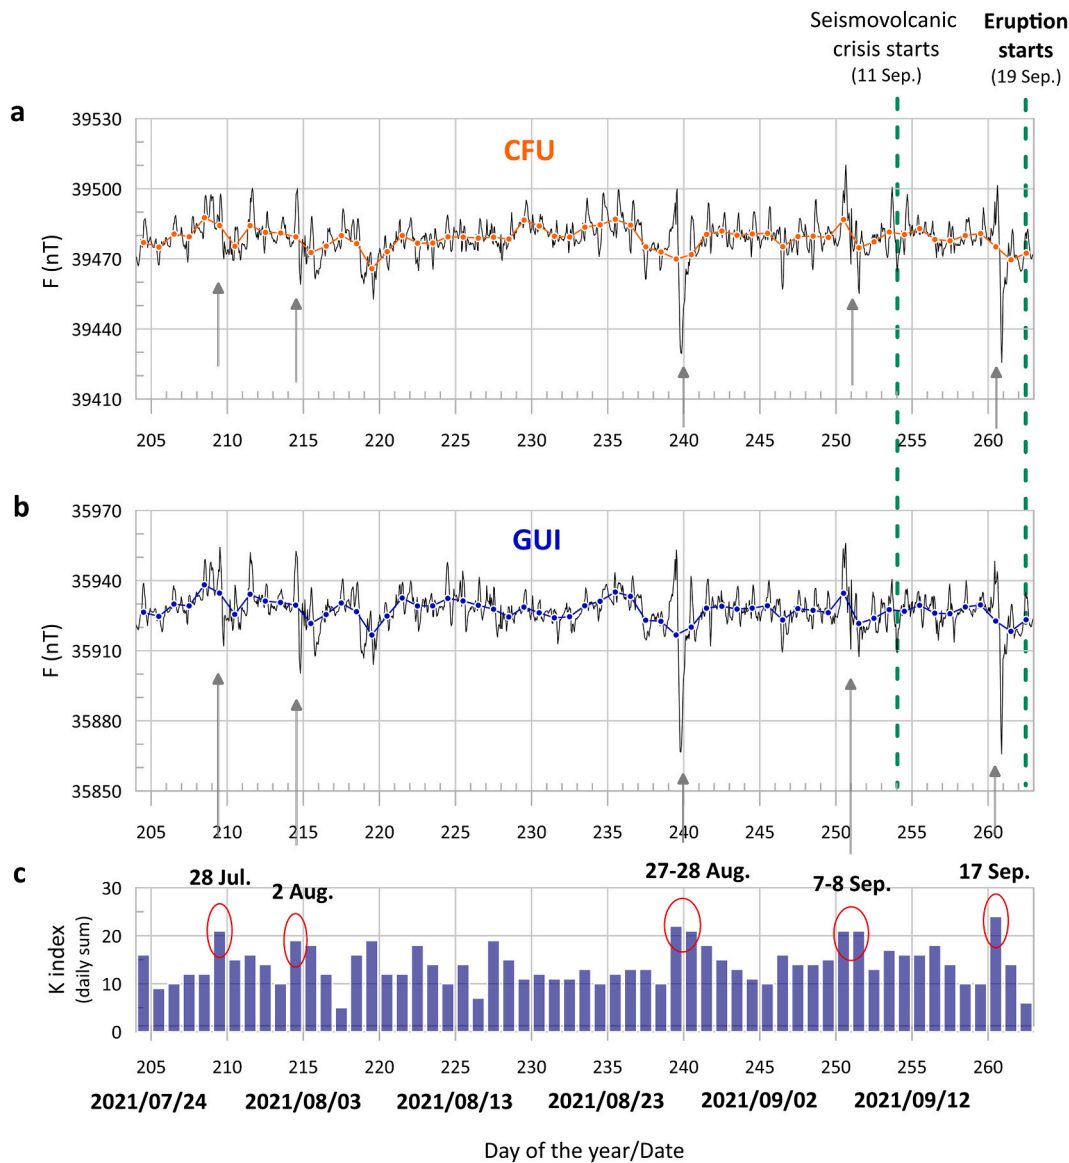 Seismovolcanic
crisis starts
(11 Sep.)
Eruption
starts
(19 Sep.)
a
39530
39500
39470
39440
39410
F (nT)
CFU
205 210 215 220 225 230 235 240 245 250 255 260
b
35970
35940
35910
35880
35850
F (nT)
GUI
205 210 215 220 225 230 235 240 245 250 255 260
c
30
20
10
0
K index
(daily sum)
28 Jul.
2 Aug.
27-28 Aug.
7-8 Sep.
17 Sep.
205 210 215 220 225 230 235 240 245 250 255 260
2021/07/24 2021/08/03 2021/08/13 2021/08/23 2021/09/02 2021/09/12
Day of the year/Date